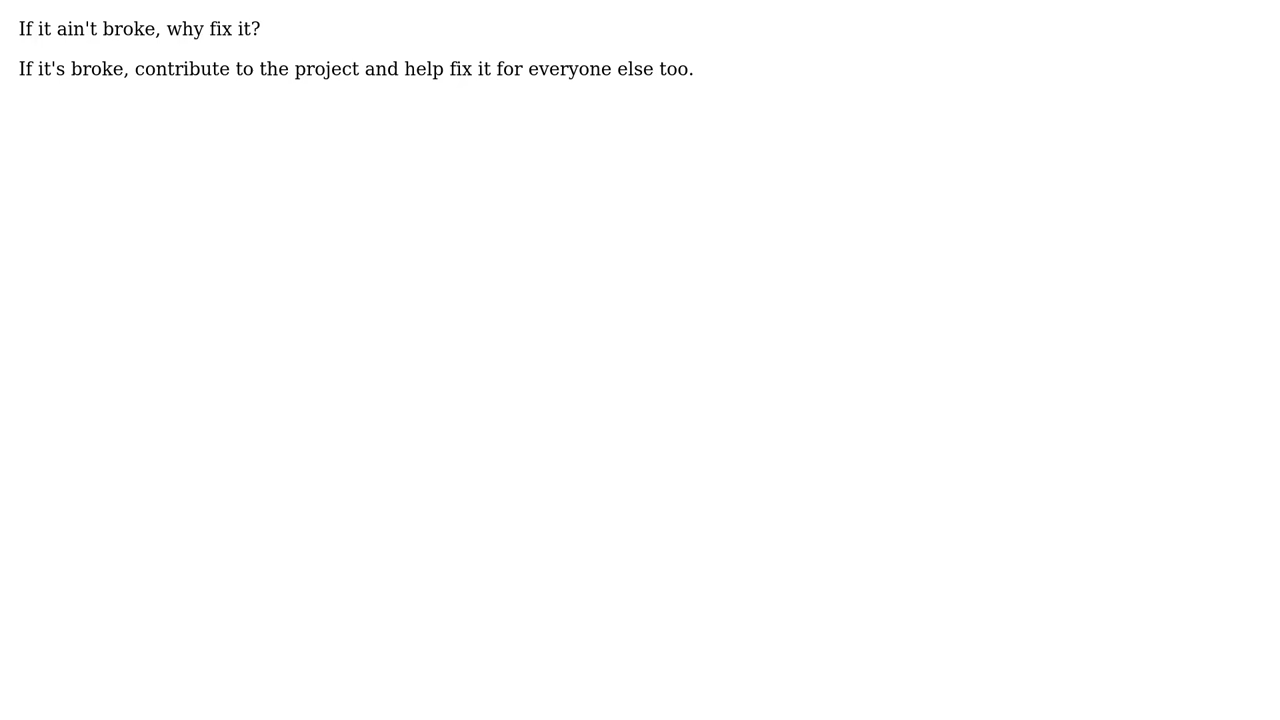 If it ain't broke, why fix it?
If it's broke, contribute to the project and help fix it for everyone else too.